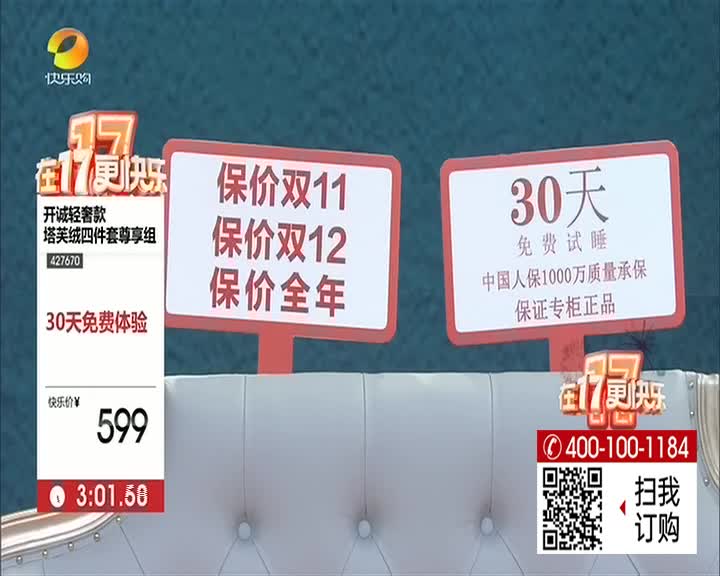 快乐购
在17更快乐
开诚轻奢款
塔芙绒四件套尊享组
427670
30天免费体验
快乐价¥
599
3:01.58
保价双11
保价双12
保价全年
30天
免费试睡
中国人保1000万质量承保
保证专柜正品
在17更快乐
400-100-1184
扫我
订购